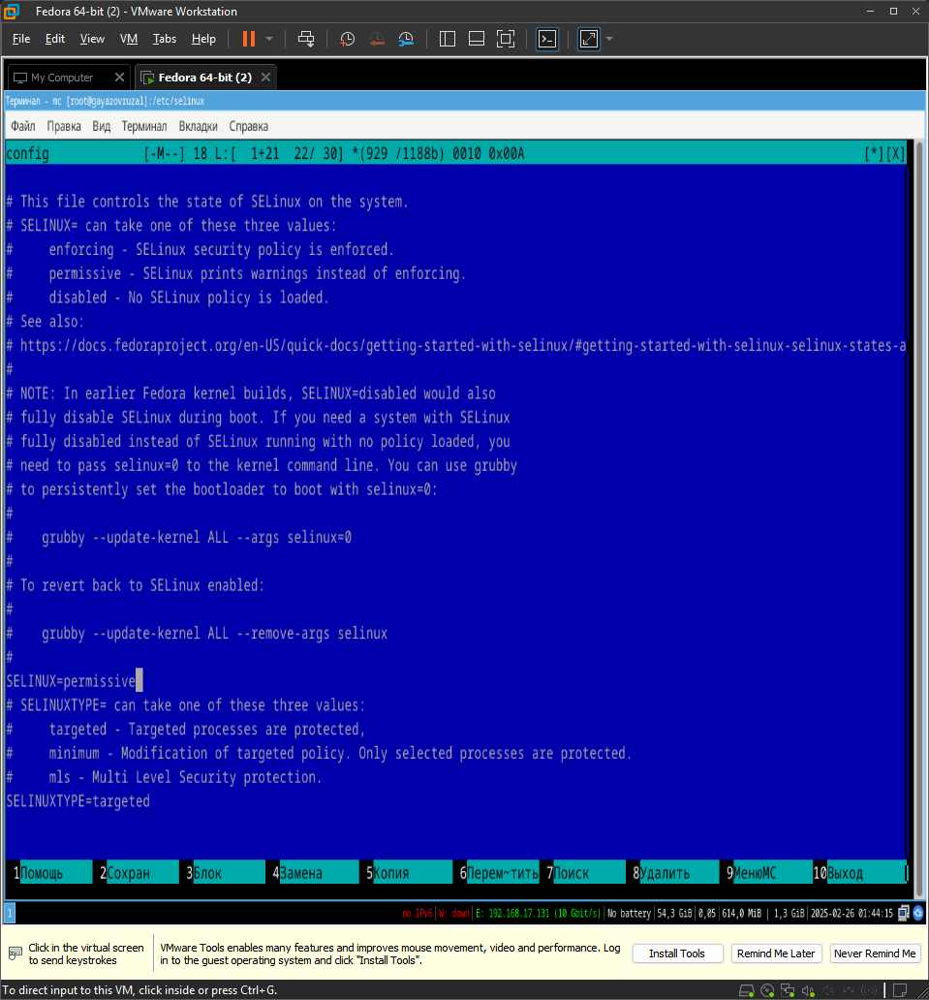 Fedora 64-bit (2) - VMware Workstation
File Edit View VM Tabs Help
My Computer
Fedora 64-bit (2)
Терминал - mc [root@gayazovruzal]:/etc/selinux
Файл Правка Вид Терминал Вкладки Справка
config [-M--] 18 L:[ 1+21 22/ 30] *(929 /1188b) 0010 0x00A [*][X]
# This file controls the state of SELinux on the system.
# SELINUX= can take one of these three values:
# enforcing - SELinux security policy is enforced.
# permissive - SELinux prints warnings instead of enforcing.
# disabled - No SELinux policy is loaded.
# See also:
# https://docs.fedoraproject.org/en-US/quick-docs/getting-started-with-selinux/#getting-started-with-selinux-selinux-states-a
#
# NOTE: In earlier Fedora kernel builds, SELINUX=disabled would also
# fully disable SELinux during boot. If you need a system with SELinux
# fully disabled instead of SELinux running with no policy loaded, you
# need to pass selinux=0 to the kernel command line. You can use grubby
# to persistently set the bootloader to boot with selinux=0:
#
# grubby --update-kernel ALL --args selinux=0
#
# To revert back to SELinux enabled:
#
# grubby --update-kernel ALL --remove-args selinux
#
SELINUX=permissive
# SELINUXTYPE= can take one of these three values:
# targeted - Targeted processes are protected,
# minimum - Modification of targeted policy. Only selected processes are protected.
# mls - Multi Level Security protection.
SELINUXTYPE=targeted
1Помощь 2Сохран 3Блок 4Замена 5Копия 6Перем~тить 7Поиск 8Удалить 9МенюМС 10Выход
1 no IPv6|W: down|E: 192.168.17.131 (10 Gbit/s)|No battery|54,3 GiB|0,05|614,0 MiB | 1,3 GiB|2025-02-26 01:44:15
Click in the virtual screen
to send keystrokes
VMware Tools enables many features and improves mouse movement, video and performance. Log
in to the guest operating system and click "Install Tools".
Install Tools
Remind Me Later
Never Remind Me
To direct input to this VM, click inside or press Ctrl+G.